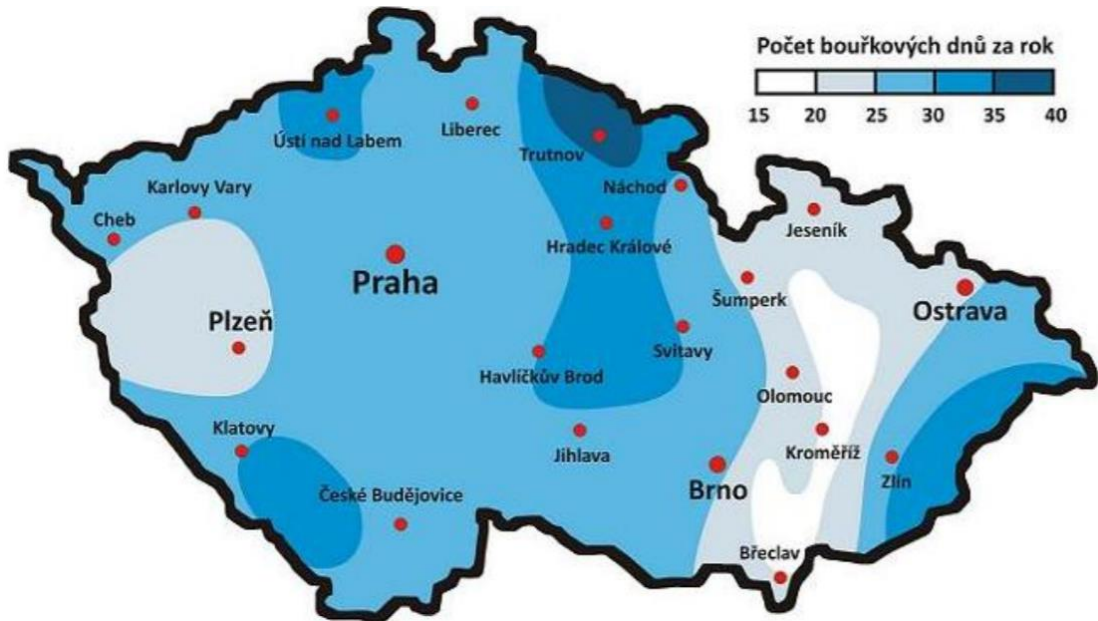 Počet bouřkových dnů za rok
15 20 25 30 35 40
Liberec
Ústí nad Labem
Trutnov
Karlovy Vary
Náchod
Cheb
Jeseník
Hradec Králové
Praha
Šumperk
Ostrava
Plzeň
Svitavy
Havlíčkův Brod
Olomouc
Klatovy
Jihlava
Kroměříž
Zlín
Brno
České Budějovice
Břeclav